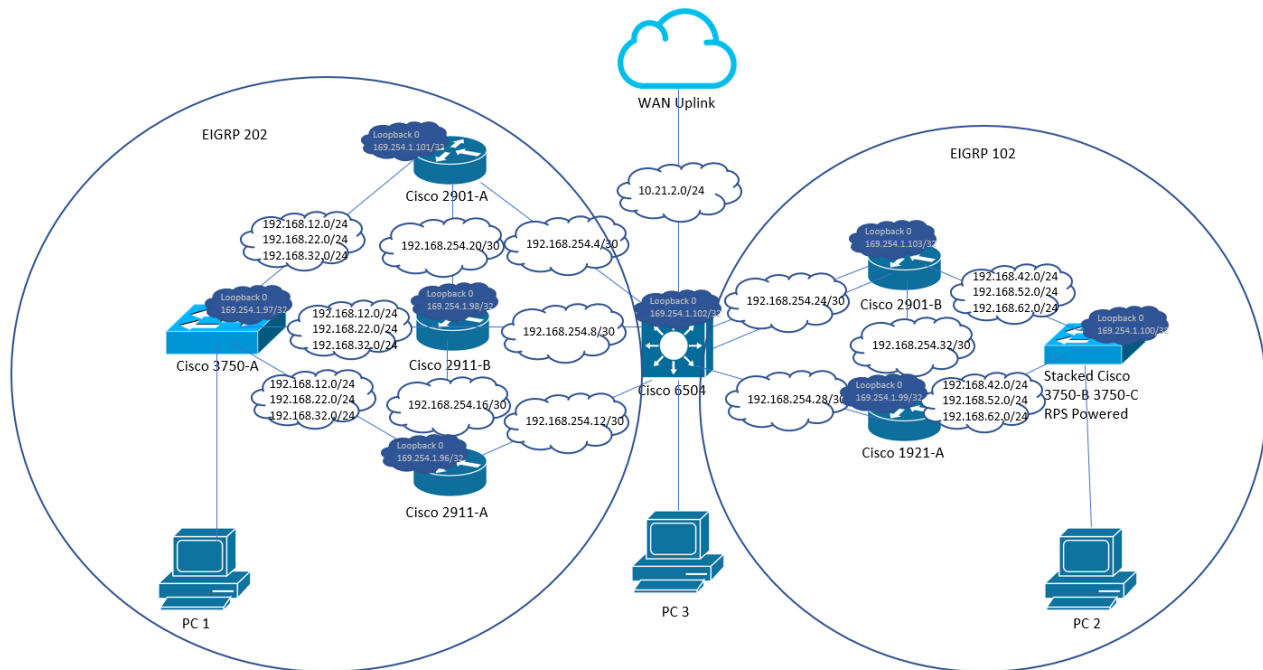 WAN Uplink
EIGRP 202
EIGRP 102
Loopback 0
169.254.1.101/32
Cisco 2901-A
10.21.2.0/24
192.168.12.0/24
192.168.22.0/24
192.168.32.0/24
192.168.254.20/30
192.168.254.4/30
Loopback 0
169.254.1.103/32
Cisco 2901-B
192.168.42.0/24
192.168.52.0/24
192.168.62.0/24
Loopback 0
169.254.1.97/32
Cisco 3750-A
192.168.12.0/24
192.168.22.0/24
192.168.32.0/24
Loopback 0
169.254.1.98/32
Cisco 2911-B
192.168.254.8/30
Loopback 0
169.254.1.102/32
Cisco 6504
192.168.254.24/30
192.168.254.32/30
Loopback 0
169.254.1.100/32
Stacked Cisco
3750-B 3750-C
RPS Powered
192.168.12.0/24
192.168.22.0/24
192.168.32.0/24
192.168.254.16/30
192.168.254.12/30
192.168.254.28/30
Loopback 0
169.254.1.99/32
Cisco 1921-A
192.168.42.0/24
192.168.52.0/24
192.168.62.0/24
Loopback 0
169.254.1.96/32
Cisco 2911-A
PC 1
PC 3
PC 2